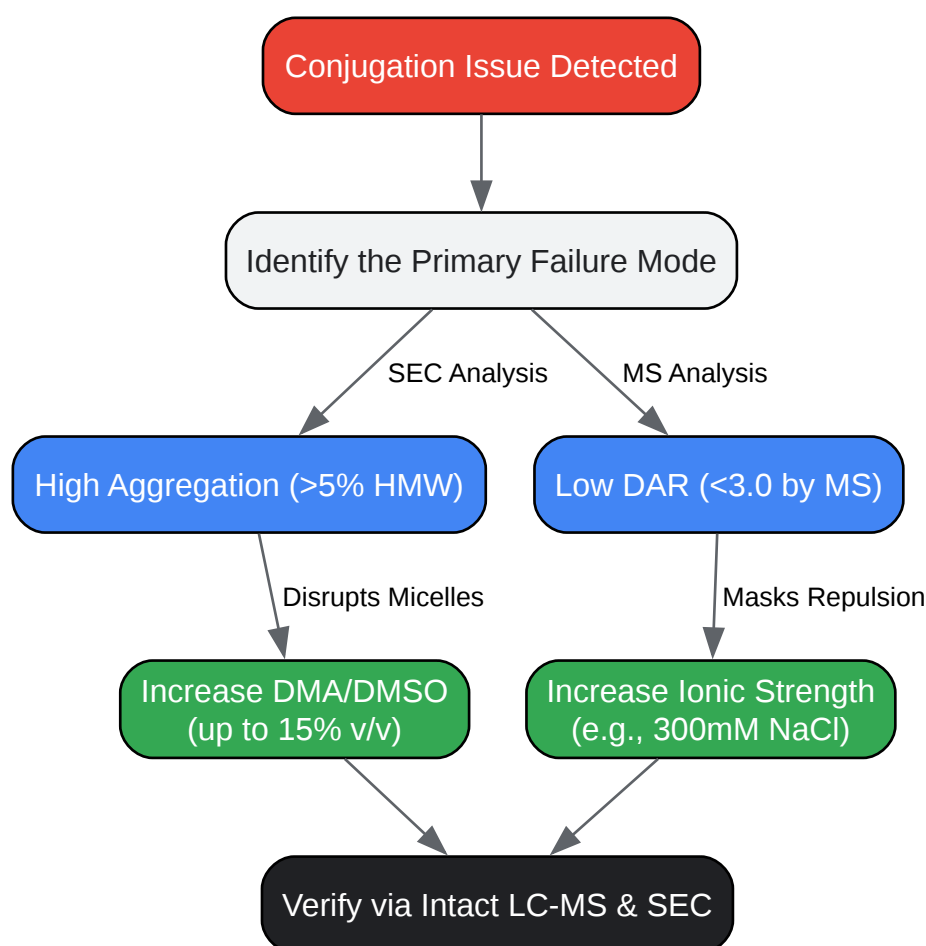 Conjugation Issue Detected
Identify the Primary Failure Mode
SEC Analysis
MS Analysis
High Aggregation (>5% HMW)
Low DAR (<3.0 by MS)
Disrupts Micelles
Masks Repulsion
Increase DMA/DMSO
(up to 15% v/v)
Increase Ionic Strength
(e.g., 300mM NaCl)
Verify via Intact LC-MS & SEC